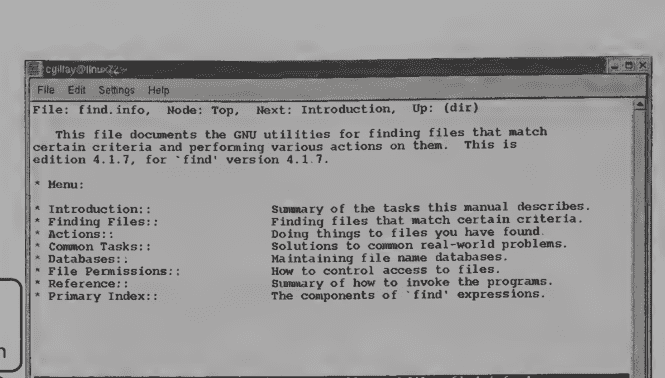 File Edit Settings Help
File: find.info, Node: Top, Next: Introduction, Up: (dir)
This file documents the GNU utilities for finding files that match
certain criteria and performing various actions on them. This is
edition 4.1.7, for `find' version 4.1.7.
* Menu:
* Introduction:: Summary of the tasks this manual describes.
* Finding Files:: Finding files that match certain criteria.
* Actions:: Doing things to files you have found.
* Common Tasks:: Solutions to common real-world problems.
* Databases:: Maintaining file name databases.
* File Permissions:: How to control access to files.
* Reference:: Summary of how to invoke the programs.
* Primary Index:: The components of `find' expressions.